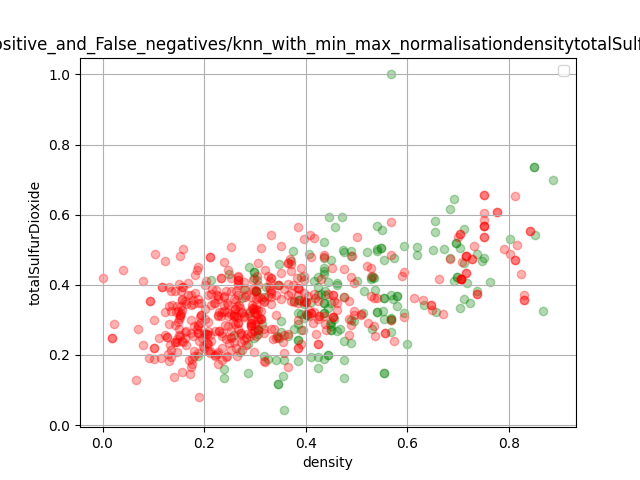 ositive_and_False_negatives/knn_with_min_max_normalisationdensitytotalSulf
1.0
0.8
0.6
0.4
0.2
0.0
totalSulfurDioxide
0.0 0.2 0.4 0.6 0.8
density